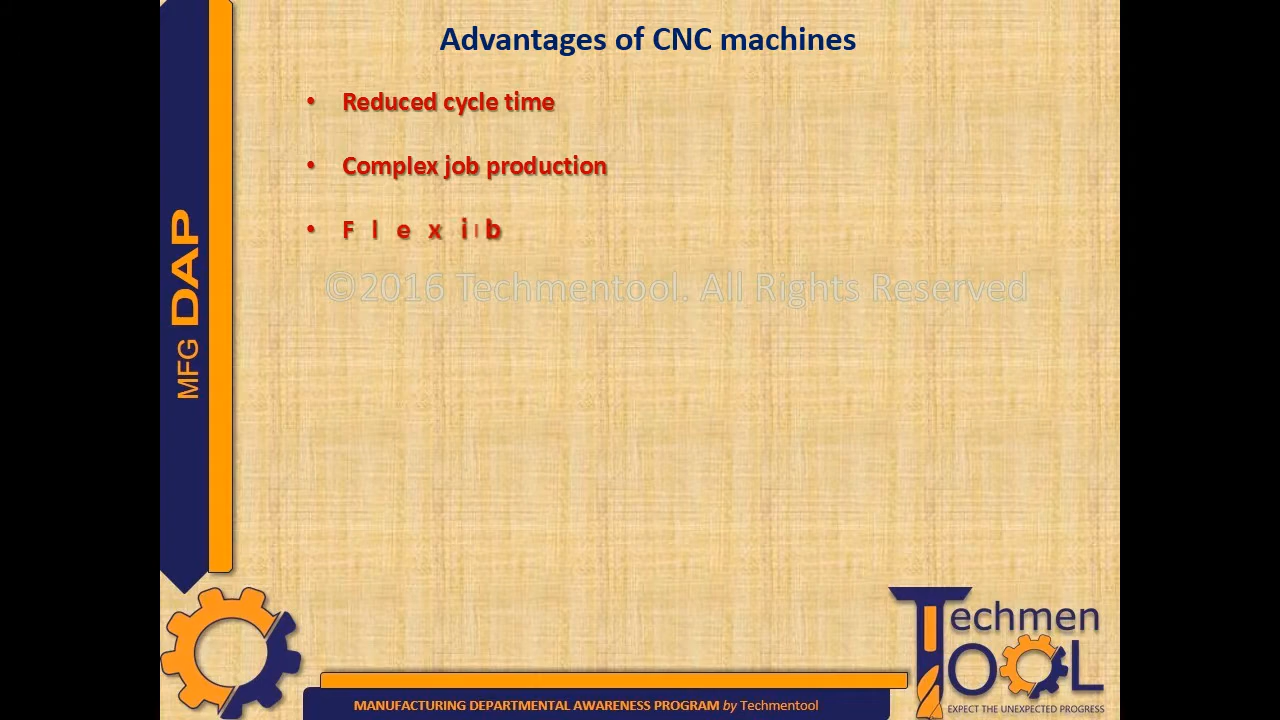 Advantages of CNC machines
• Reduced cycle time
• Complex job production
• F l e x i b
©2016 Techmentool. All Rights Reserved
MFG DAP
Techmen
TOOL
EXPECT THE UNEXPECTED PROGRESS
MANUFACTURING DEPARTMENTAL AWARENESS PROGRAM by Techmentool